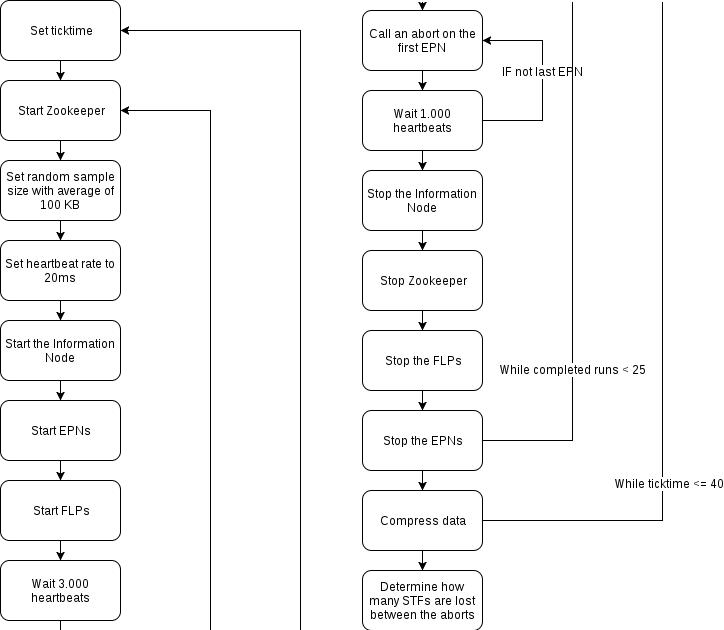 Set ticktime
Start Zookeeper
Set random sample
size with average of
100 KB
Set heartbeat rate to
20ms
Start the Information
Node
Start EPNs
Start FLPs
Wait 3.000
heartbeats
Call an abort on the
first EPN
IF not last EPN
Wait 1.000
heartbeats
Stop the Information
Node
Stop Zookeeper
Stop the FLPs
While completed runs < 25
Stop the EPNs
While ticktime <= 40
Compress data
Determine how
many STFs are lost
between the aborts